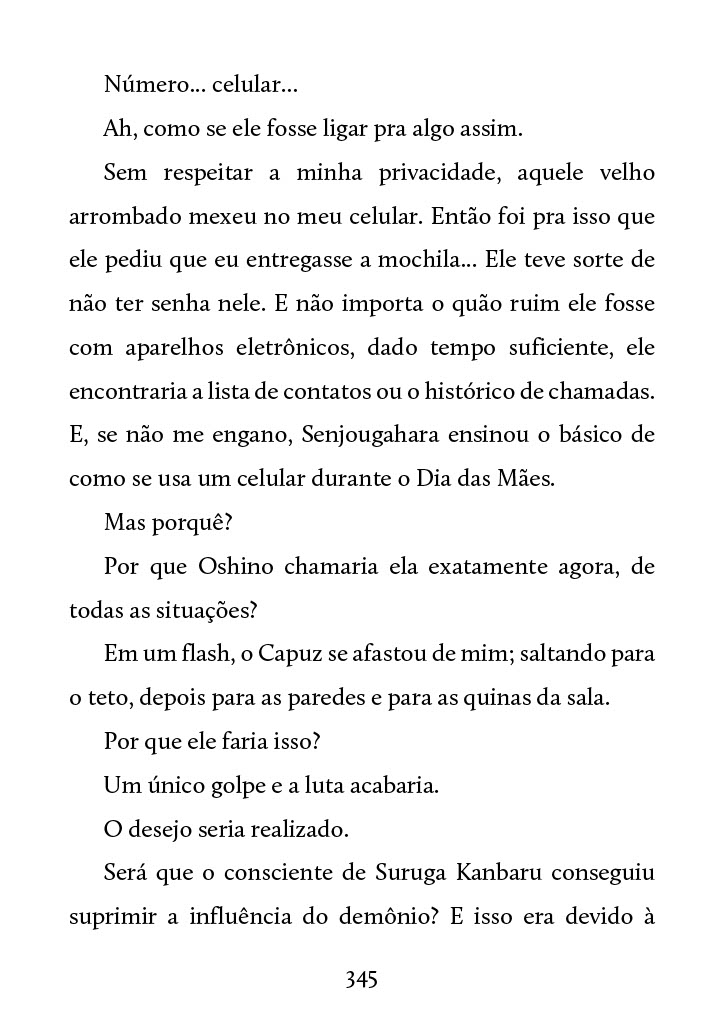 Número... celular...
Ah, como se ele fosse ligar pra algo assim.
Sem respeitar a minha privacidade, aquele velho
arrombado mexeu no meu celular. Então foi pra isso que
ele pediu que eu entregasse a mochila... Ele teve sorte de
não ter senha nele. E não importa o quão ruim ele fosse
com aparelhos eletrônicos, dado tempo suficiente, ele
encontraria a lista de contatos ou o histórico de chamadas.
E, se não me engano, Senjougahara ensinou o básico de
como se usa um celular durante o Dia das Mães.
Mas porquê?
Por que Oshino chamaria ela exatamente agora, de
todas as situações?
Em um flash, o Capuz se afastou de mim; saltando para
o teto, depois para as paredes e para as quinas da sala.
Por que ele faria isso?
Um único golpe e a luta acabaria.
O desejo seria realizado.
Será que o consciente de Suruga Kanbaru conseguiu
suprimir a influência do demônio? E isso era devido à
345